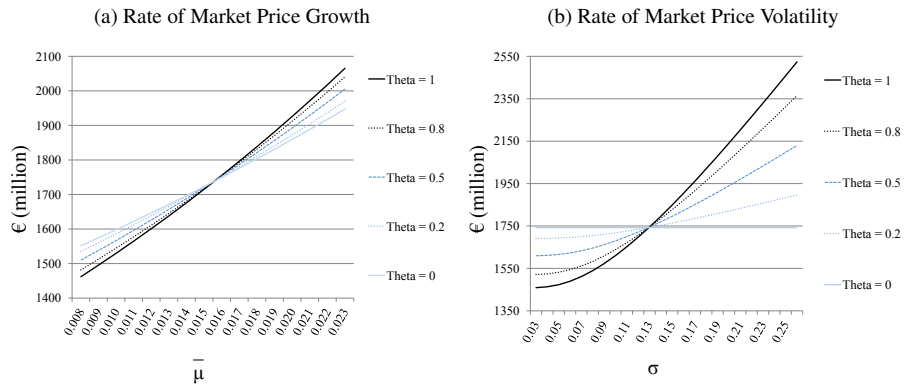 (a) Rate of Market Price Growth
2100
2000
1900
1800
1700
1600
1500
1400
€ (million)
0.008
0.009
0.010
0.011
0.012
0.013
0.014
0.015
0.016
0.017
0.018
0.019
0.020
0.021
0.022
0.023
μ̅
Theta = 1
Theta = 0.8
Theta = 0.5
Theta = 0.2
Theta = 0
(b) Rate of Market Price Volatility
2550
2350
2150
1950
1750
1550
1350
€ (million)
0.03
0.05
0.07
0.09
0.11
0.13
0.15
0.17
0.19
0.21
0.23
0.25
σ
Theta = 1
Theta = 0.8
Theta = 0.5
Theta = 0.2
Theta = 0